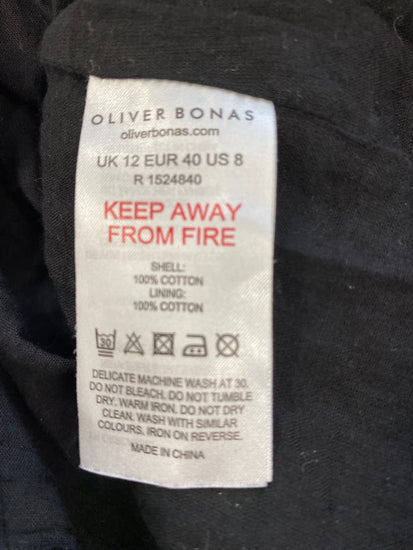 OLIVER BONAS
oliverbonas.com
UK 12 EUR 40 US 8
R 1524840
KEEP AWAY
FROM FIRE
SHELL:
100% COTTON
LINING:
100% COTTON
30
DELICATE MACHINE WASH AT 30.
DO NOT BLEACH. DO NOT TUMBLE
DRY. WARM IRON. DO NOT DRY
CLEAN. WASH WITH SIMILAR
COLOURS. IRON ON REVERSE.
MADE IN CHINA